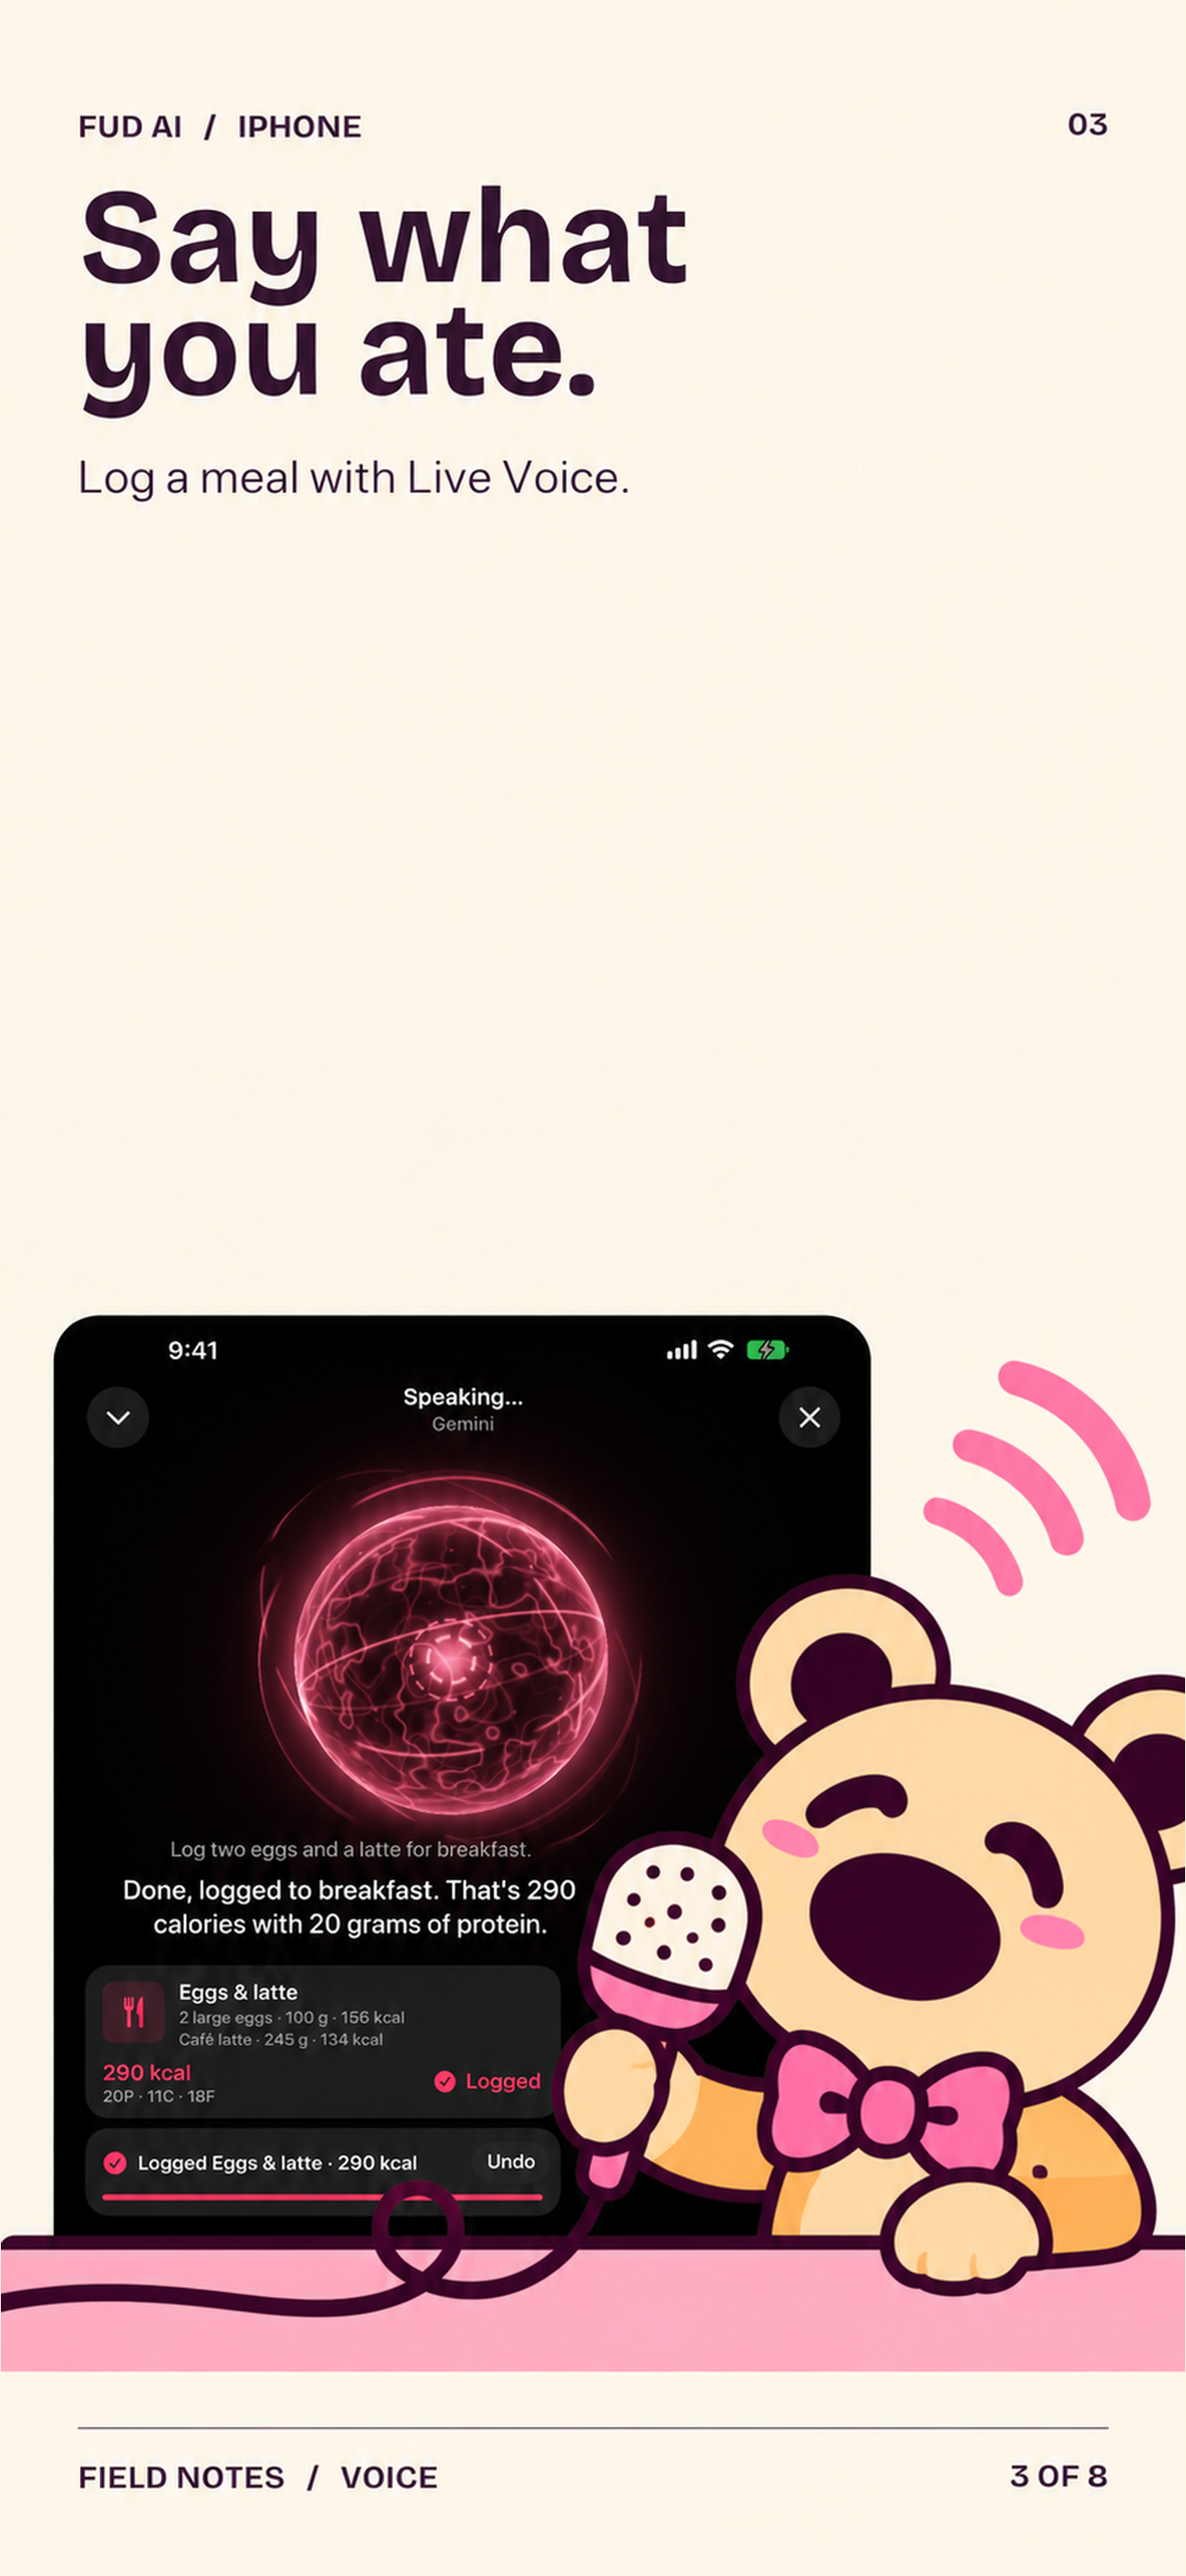 FUD AI / IPHONE
03
Say what
you ate.
Log a meal with Live Voice.
9:41
Speaking...
Gemini
Log two eggs and a latte for breakfast.
Done, logged to breakfast. That's 290
calories with 20 grams of protein.
Eggs & latte
2 large eggs · 100 g · 156 kcal
Café latte · 245 g · 134 kcal
290 kcal
20P · 11C · 18F
Logged
Logged Eggs & latte · 290 kcal
Undo
FIELD NOTES / VOICE
3 OF 8